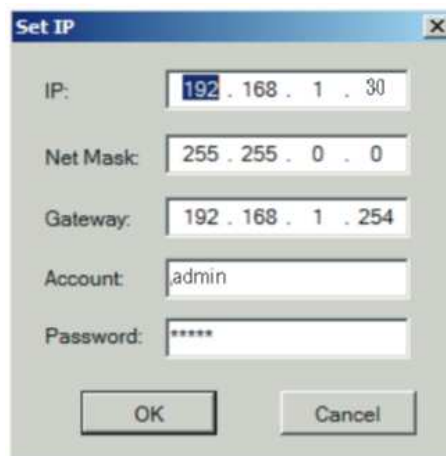 Set IP
IP: 192 . 168 . 1 . 30
Net Mask: 255 . 255 . 0 . 0
Gateway: 192 . 168 . 1 . 254
Account: ,admin
Password: *****
OK Cancel